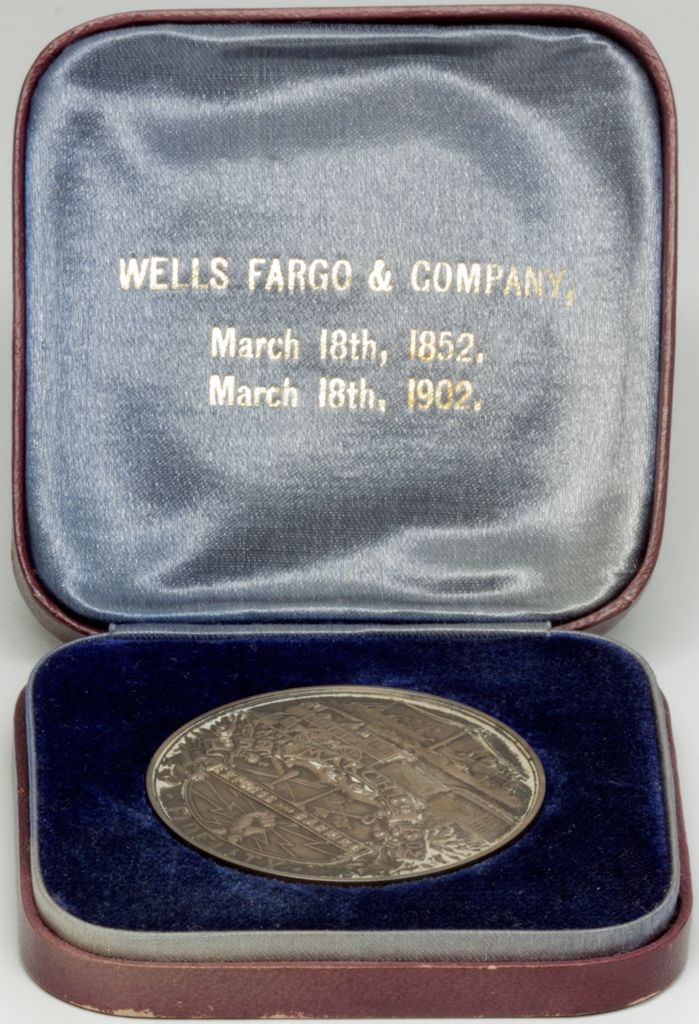 WELLS FARGO & COMPANY,
March 18th, 1852.
March 18th, 1902.